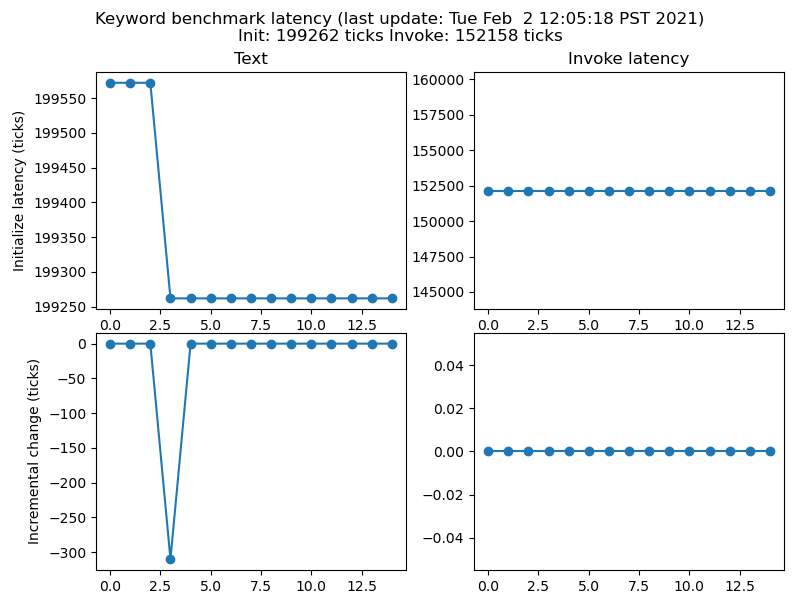 Keyword benchmark latency (last update: Tue Feb  2 12:05:18 PST 2021)
Init: 199262 ticks Invoke: 152158 ticks
Text
Initialize latency (ticks)
199550
199500
199450
199400
199350
199300
199250
0.0 2.5 5.0 7.5 10.0 12.5
Invoke latency
160000
157500
155000
152500
150000
147500
145000
0.0 2.5 5.0 7.5 10.0 12.5
Incremental change (ticks)
0
−50
−100
−150
−200
−250
−300
0.0 2.5 5.0 7.5 10.0 12.5
0.04
0.02
0.00
−0.02
−0.04
0.0 2.5 5.0 7.5 10.0 12.5